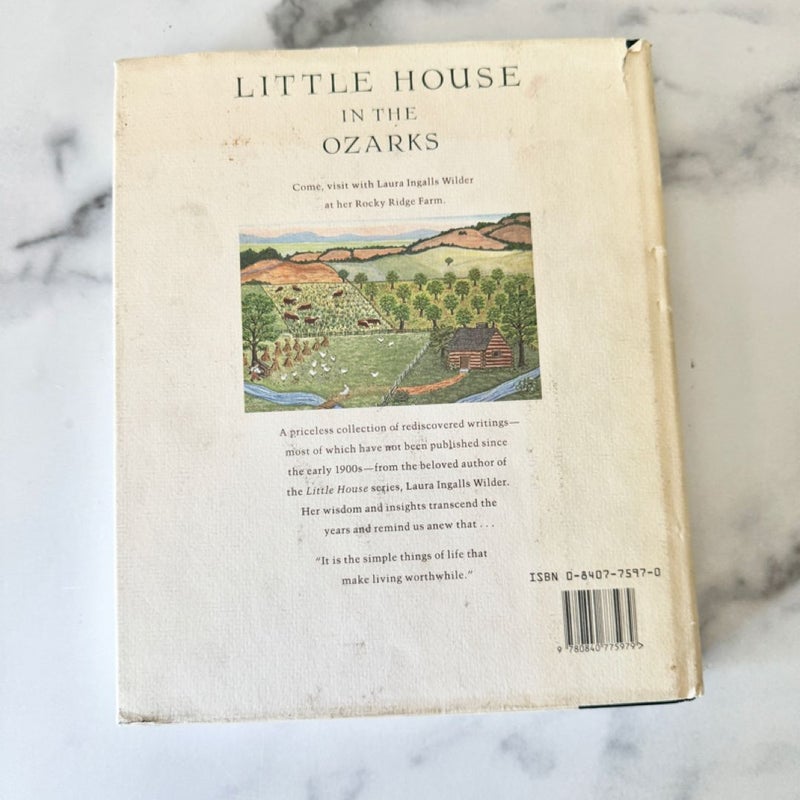 LITTLE HOUSE
IN THE
OZARKS
Come, visit with Laura Ingalls Wilder
at her Rocky Ridge Farm.
A priceless collection of rediscovered writings—
most of which have not been published since
the early 1900s—from the beloved author of
the Little House series, Laura Ingalls Wilder.
Her wisdom and insights transcend the
years and remind us anew that . . .
“It is the simple things of life that
make living worthwhile.”
ISBN 0-8407-7597-0
9 780840 775979>